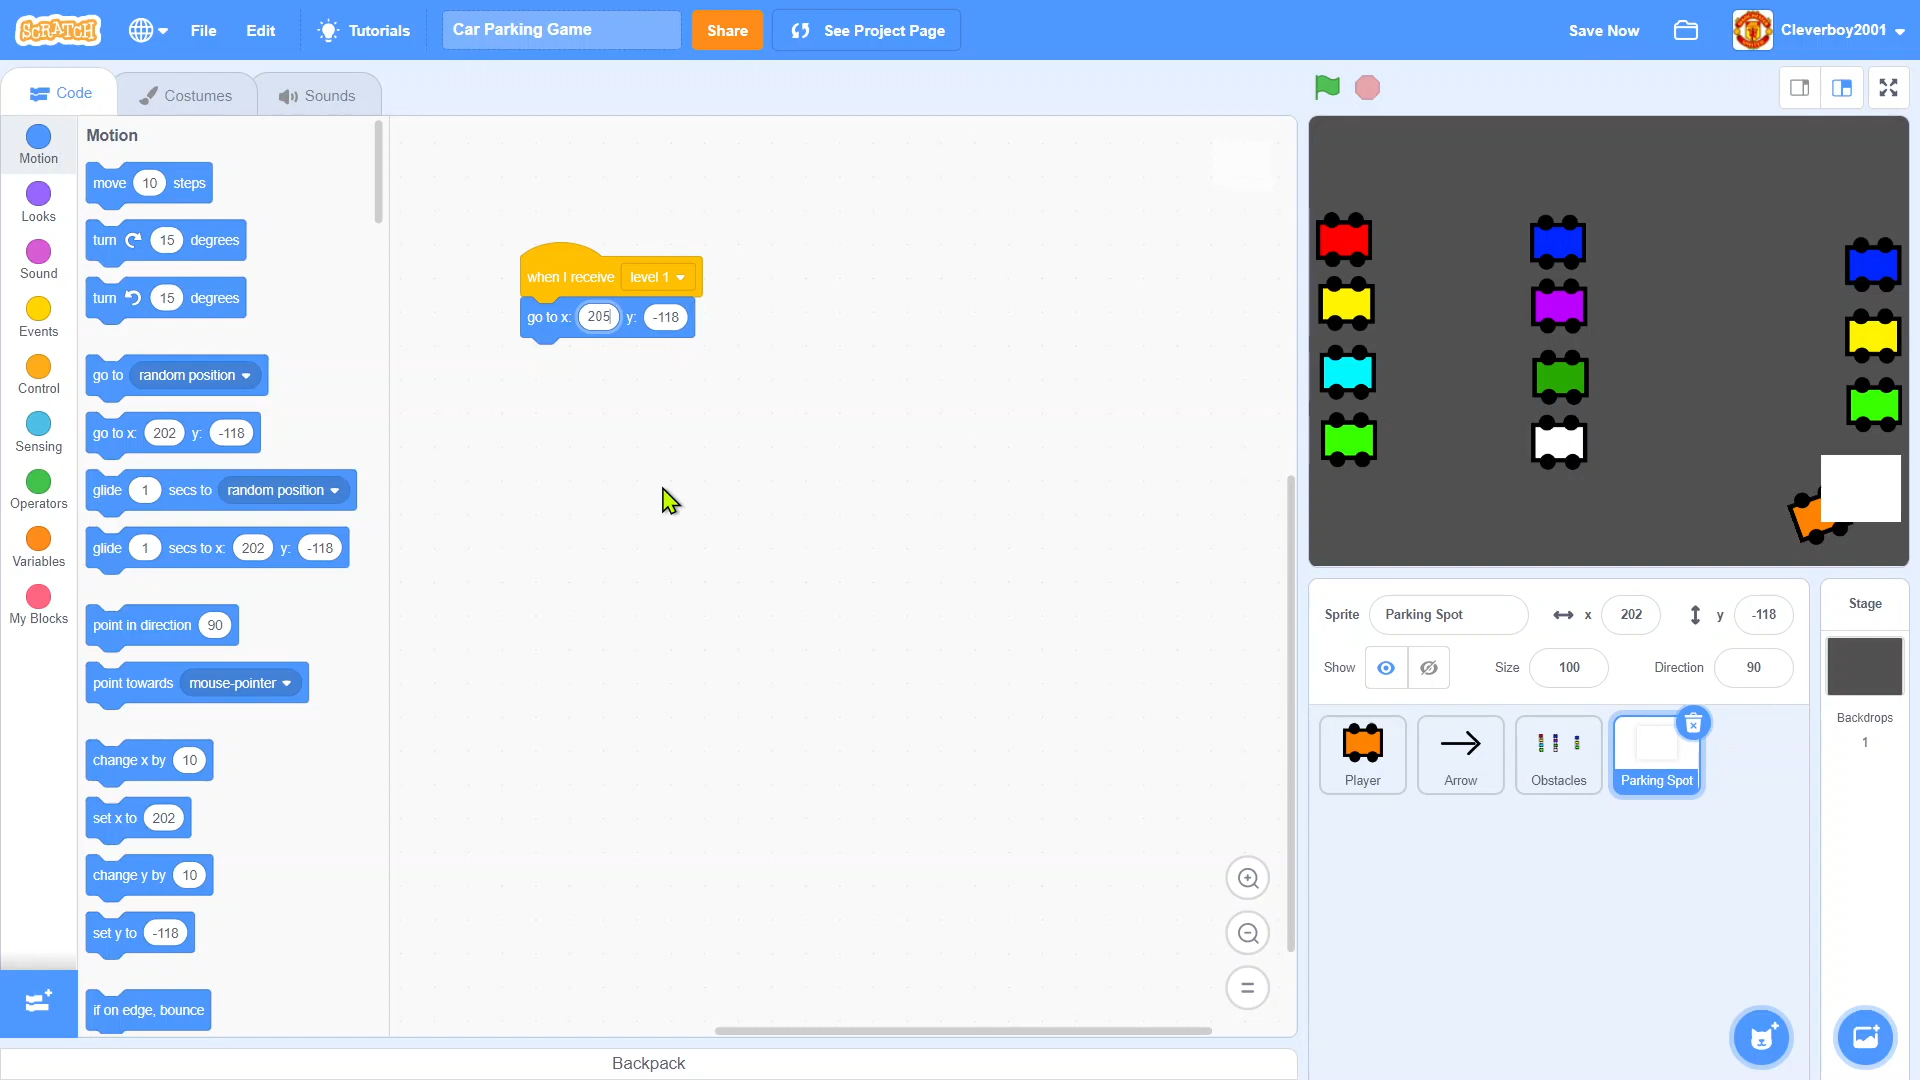 SCRATCH File Edit Tutorials Car Parking Game Share See Project Page Save Now Cleverboy2001
Code Costumes Sounds
Motion
Looks
Sound
Events
Control
Sensing
Operators
Variables
My Blocks
Motion
move 10 steps
turn 15 degrees
turn 15 degrees
go to random position
go to x: 202 y: -118
glide 1 secs to random position
glide 1 secs to x: 202 y: -118
point in direction 90
point towards mouse-pointer
change x by 10
set x to 202
change y by 10
set y to -118
if on edge, bounce
when I receive level 1
go to x: 205 y: -118
Backpack
Sprite Parking Spot x 202 y -118
Show Size 100 Direction 90
Player Arrow Obstacles Parking Spot
Stage
Backdrops
1